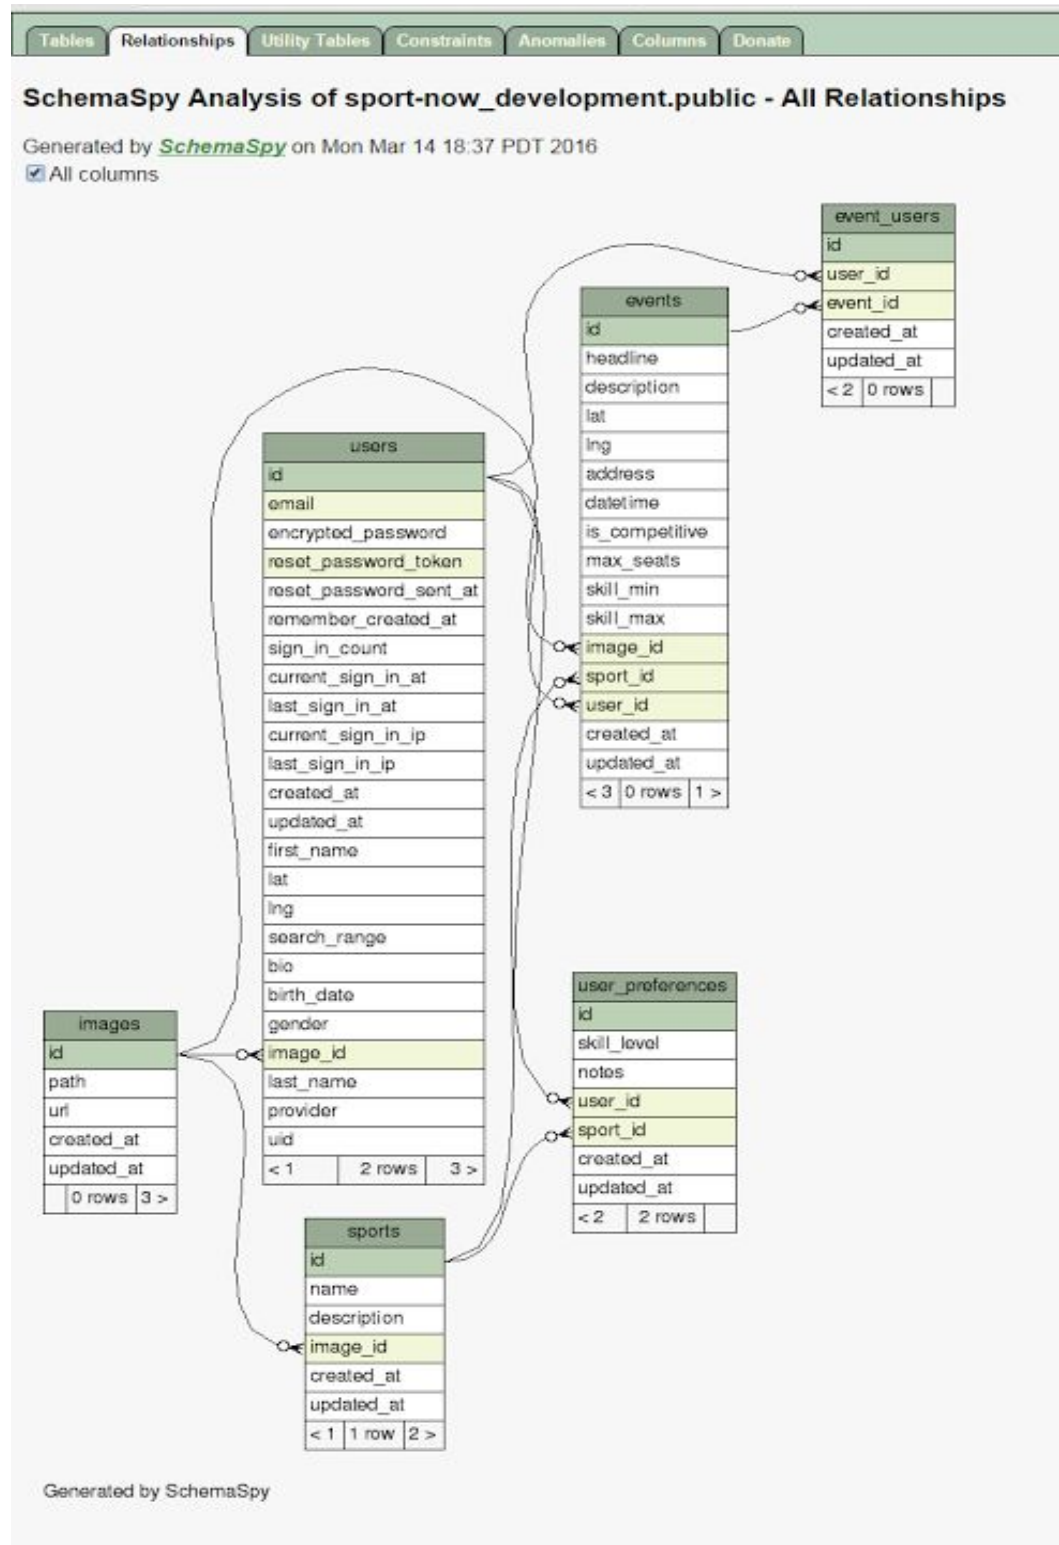 Tables Relationships Utility Tables Constraints Anomalies Columns Donate
SchemaSpy Analysis of sport-now_development.public - All Relationships
Generated by SchemaSpy on Mon Mar 14 18:37 PDT 2016
All columns
event_users
id
user_id
event_id
created_at
updated_at
< 2 0 rows
events
id
headline
description
lat
lng
address
datetime
is_competitive
max_seats
skill_min
skill_max
image_id
sport_id
user_id
created_at
updated_at
< 3 0 rows 1 >
users
id
email
encrypted_password
reset_password_token
reset_password_sent_at
remember_created_at
sign_in_count
current_sign_in_at
last_sign_in_at
current_sign_in_ip
last_sign_in_ip
created_at
updated_at
first_name
lat
lng
search_range
bio
birth_date
gender
image_id
last_name
provider
uid
< 1 2 rows 3 >
user_preferences
id
skill_level
notes
user_id
sport_id
created_at
updated_at
< 2 2 rows
images
id
path
url
created_at
updated_at
0 rows 3 >
sports
id
name
description
image_id
created_at
updated_at
< 1 1 row 2 >
Generated by SchemaSpy